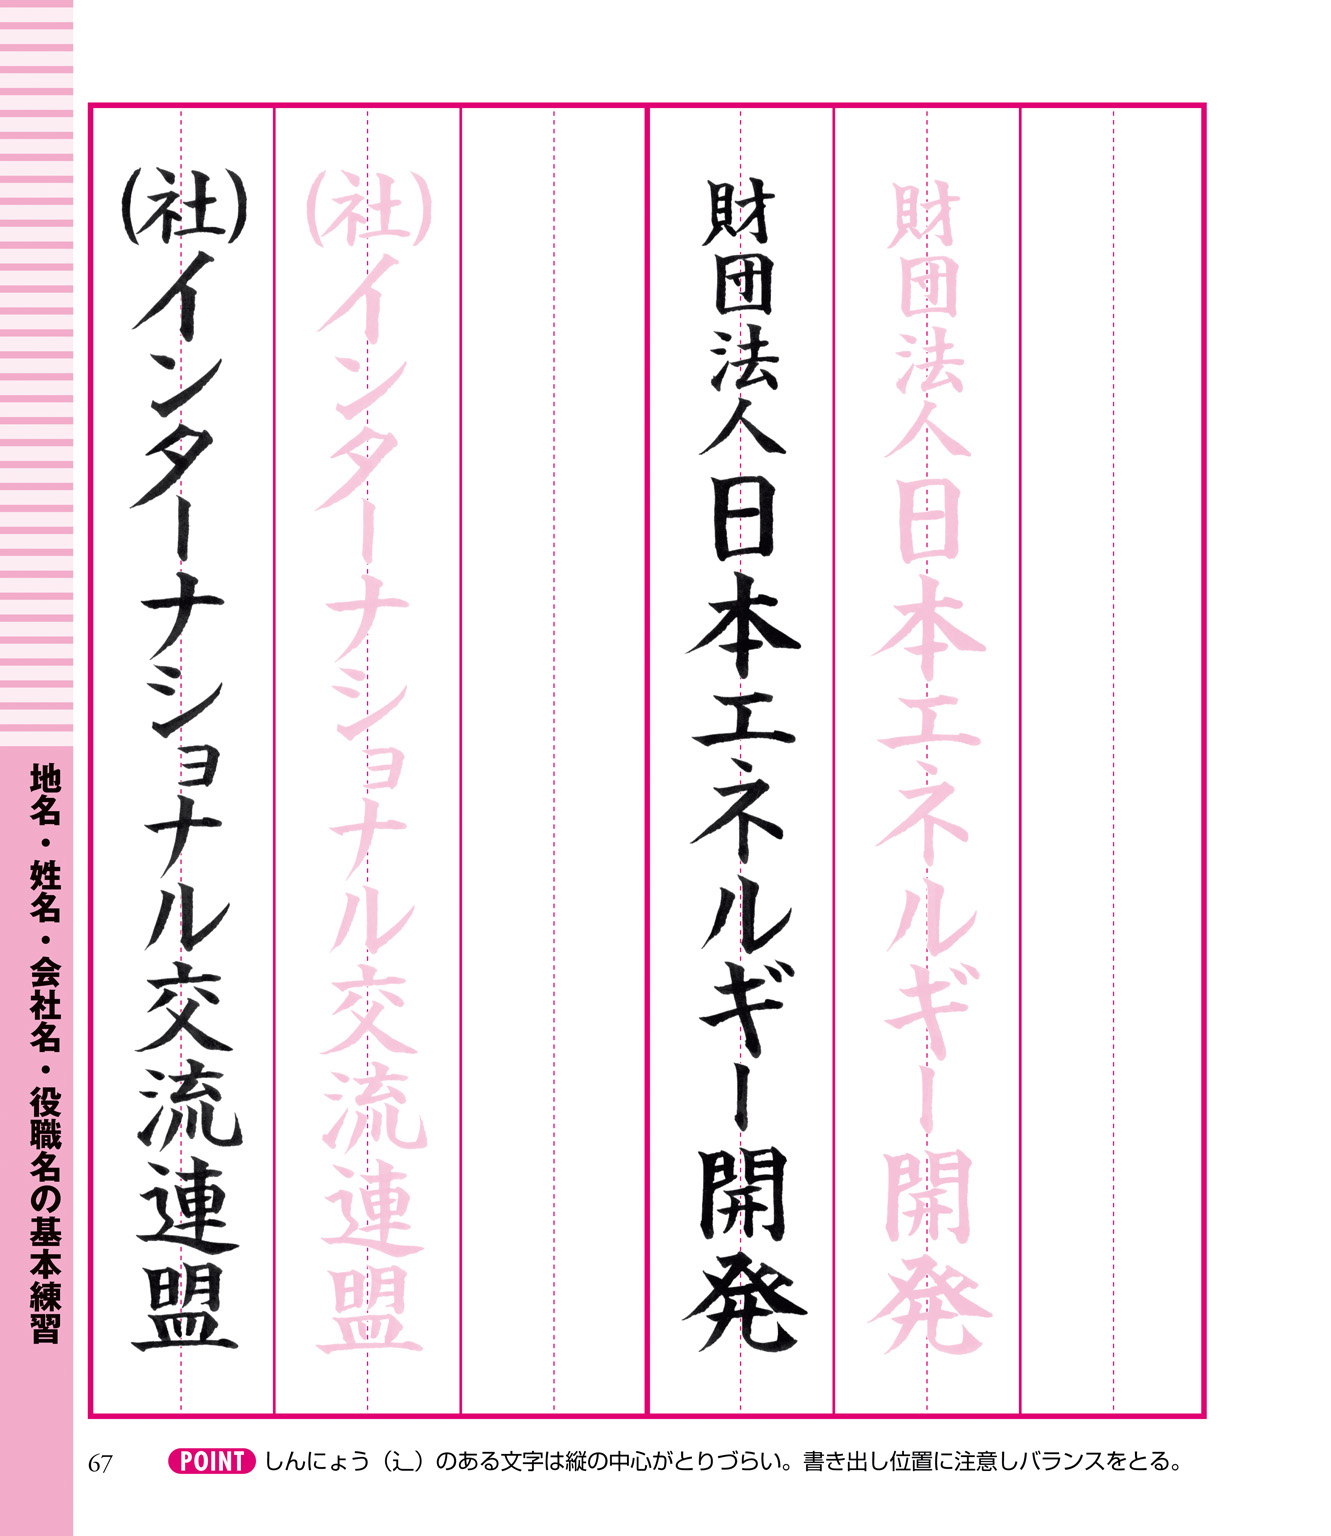 財団法人日本エネルギー開発
財団法人日本エネルギー開発
(社)インターナショナル交流連盟
(社)インターナショナル交流連盟
地名・姓名・会社名・役職名の基本練習
67
POINT しんにょう（⻌）のある文字は縦の中心がとりづらい。書き出し位置に注意しバランスをとる。